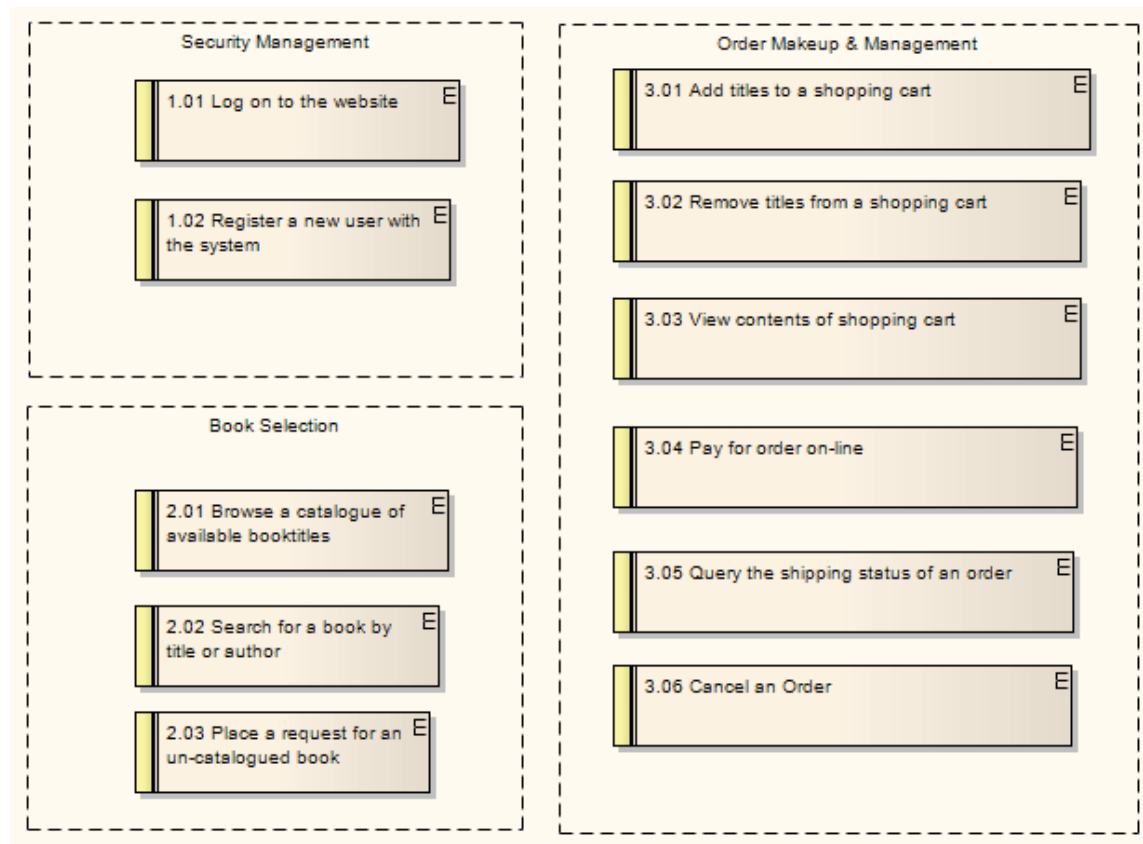 Security Management
1.01 Log on to the website
E
1.02 Register a new user with
the system
E
Book Selection
2.01 Browse a catalogue of
available booktitles
E
2.02 Search for a book by
title or author
E
2.03 Place a request for an
un-catalogued book
E
Order Makeup & Management
3.01 Add titles to a shopping cart
E
3.02 Remove titles from a shopping cart
E
3.03 View contents of shopping cart
E
3.04 Pay for order on-line
E
3.05 Query the shipping status of an order
E
3.06 Cancel an Order
E